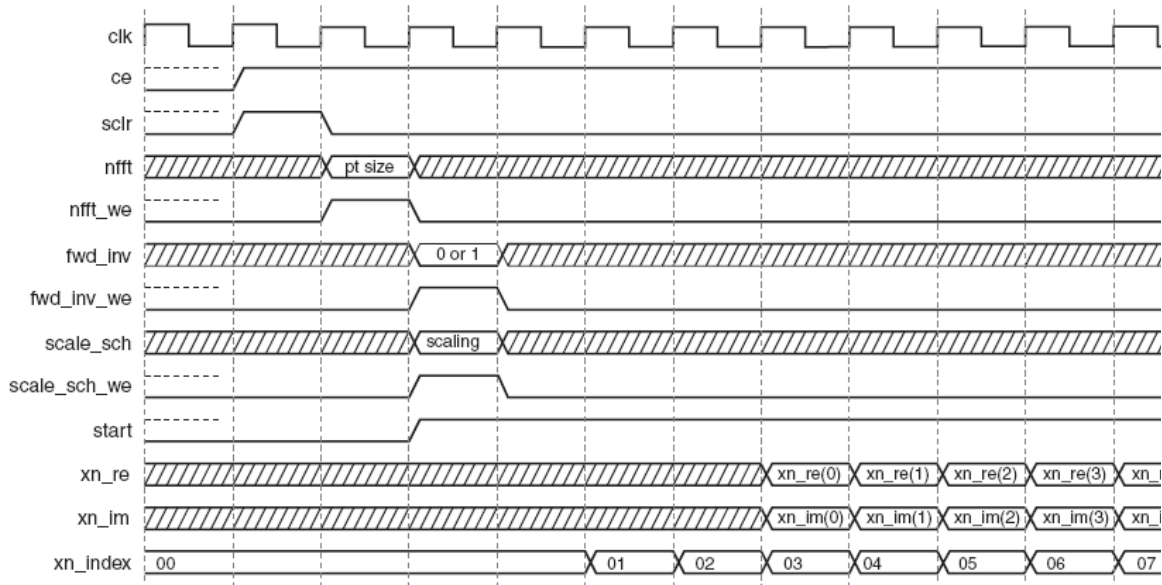 clk
ce
sclr
nfft pt size
nfft_we
fwd_inv 0 or 1
fwd_inv_we
scale_sch scaling
scale_sch_we
start
xn_re xn_re(0) xn_re(1) xn_re(2) xn_re(3)
xn_im xn_im(0) xn_im(1) xn_im(2) xn_im(3)
xn_index 00 01 02 03 04 05 06 07